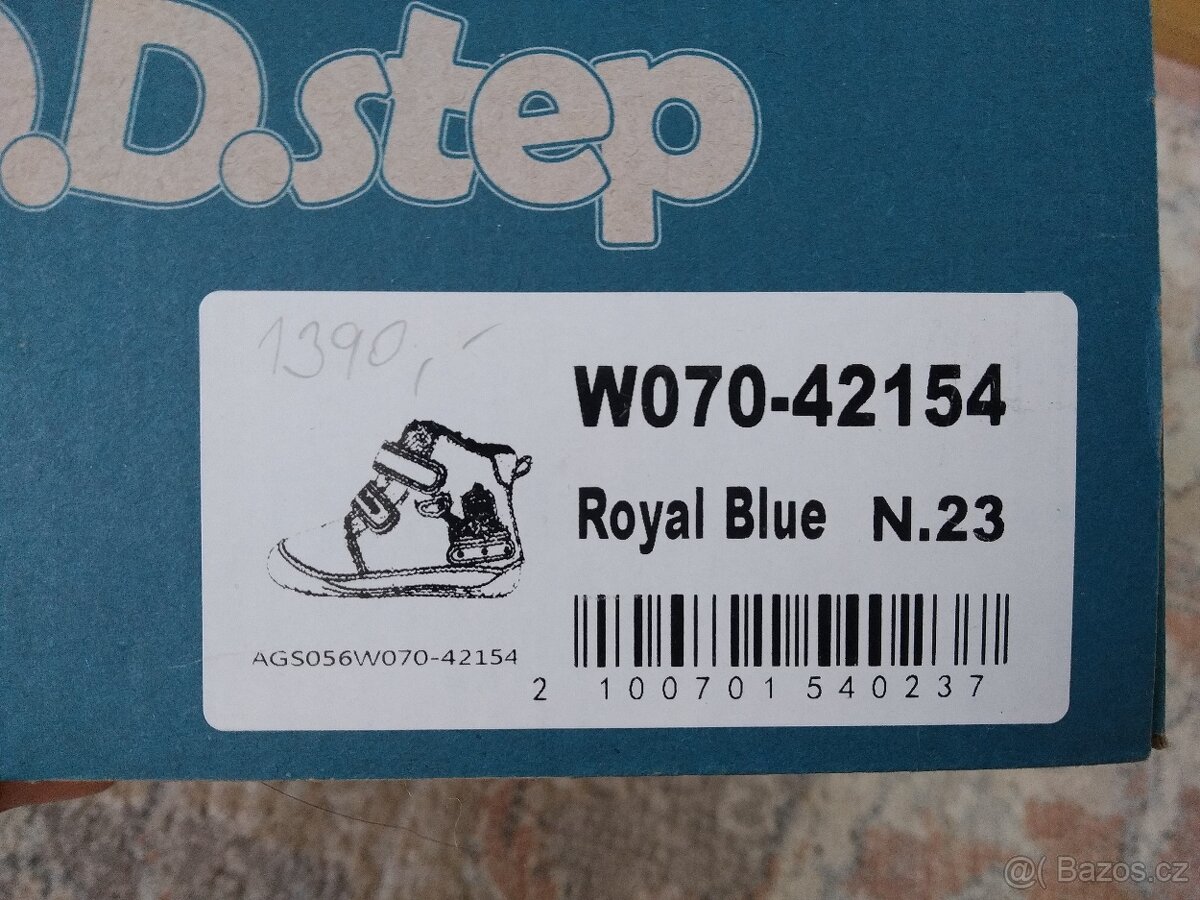 .D.step
1390,-
W070-42154
Royal Blue N.23
AGS056W070-42154
2 100701 540237
@( Bazos.cz